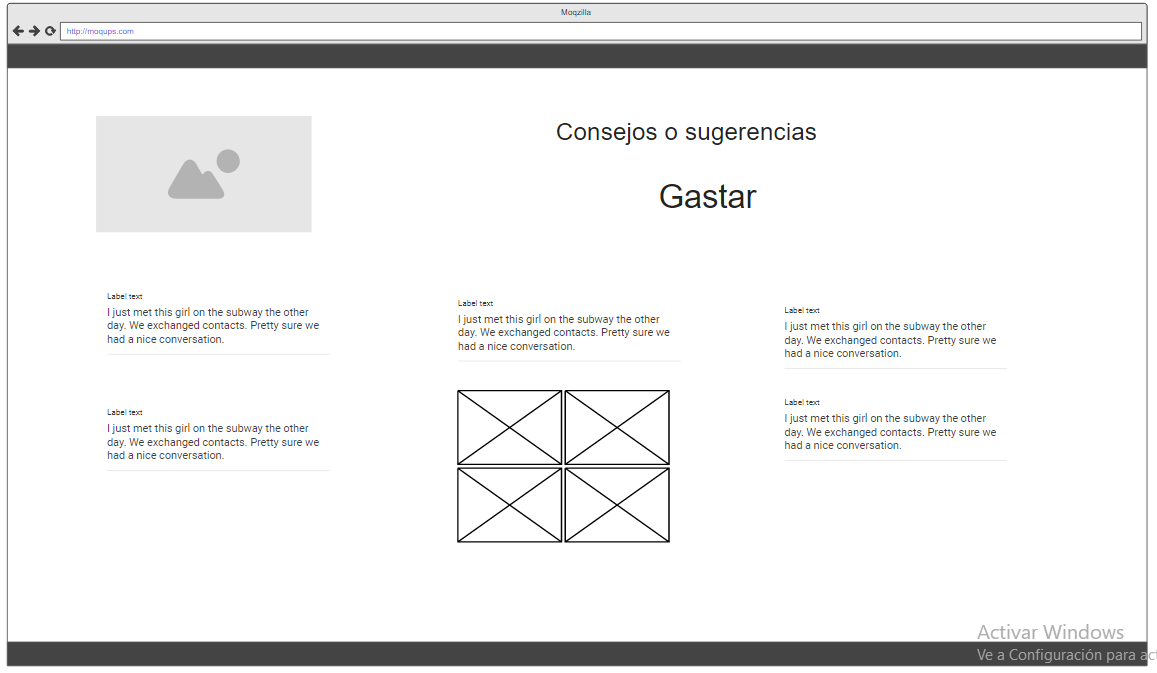 Moqzilla
http://moqups.com
Consejos o sugerencias
Gastar
Label text
I just met this girl on the subway the other
day. We exchanged contacts. Pretty sure we
had a nice conversation.
Label text
I just met this girl on the subway the other
day. We exchanged contacts. Pretty sure we
had a nice conversation.
Label text
I just met this girl on the subway the other
day. We exchanged contacts. Pretty sure we
had a nice conversation.
Label text
I just met this girl on the subway the other
day. We exchanged contacts. Pretty sure we
had a nice conversation.
Label text
I just met this girl on the subway the other
day. We exchanged contacts. Pretty sure we
had a nice conversation.
Activar Windows
Ve a Configuración para act